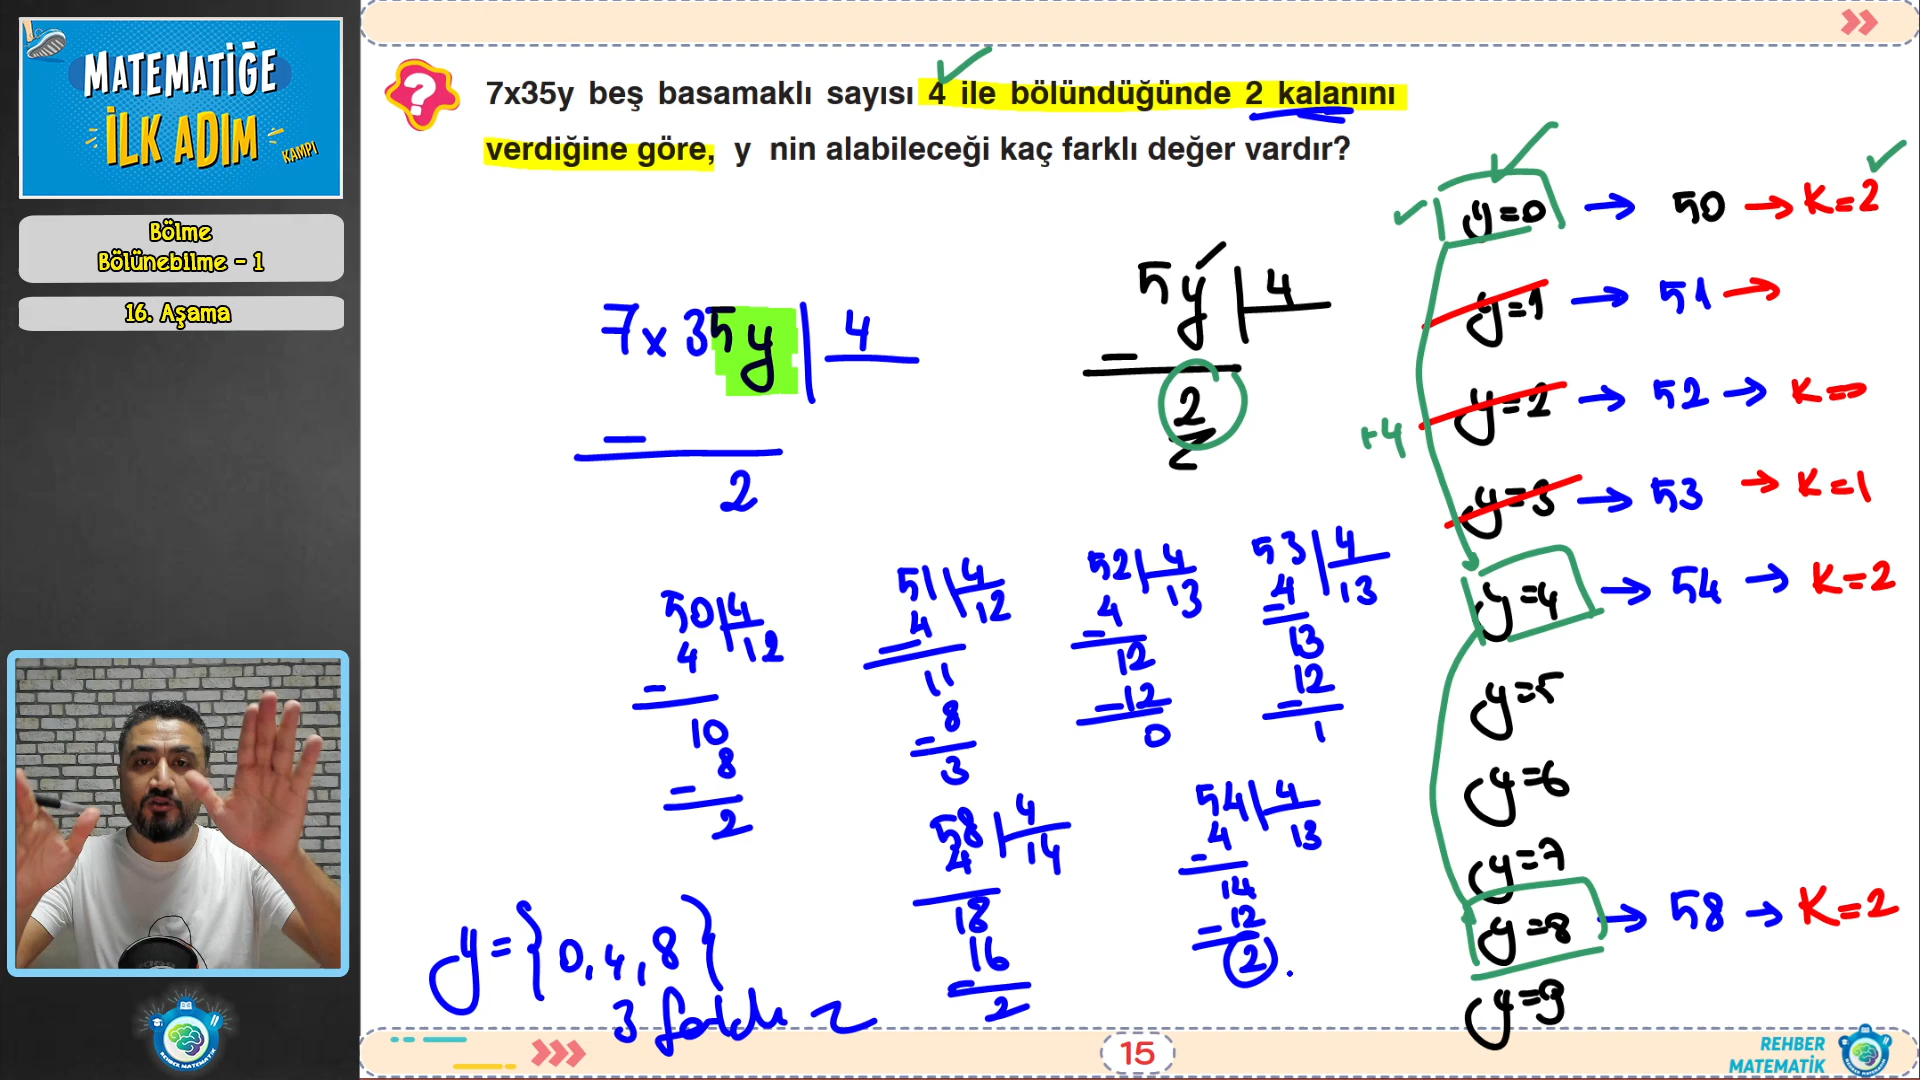 MATEMATİĞE
İLK ADIM
KAMPI
Bölme
Bölünebilme - 1
16. Aşama
7x35y beş basamaklı sayısı 4 ile bölündüğünde 2 kalanını
verdiğine göre, y nin alabileceği kaç farklı değer vardır?
7x35y 4
2
5y 4
2
y=0 → 50 → K=2
y=1 → 51 →
y=2 → 52 → K=
+4
y=3 → 53 → K=1
y=4 → 54 → K=2
y=5
y=6
y=7
y=8 → 58 → K=2
y=9
50 4
4 12
10
8
2
51 4
4 12
11
8
3
52 4
4 13
12
12
0
53 4
4 13
13
12
1
58 4
4 14
18
16
2
54 4
4 13
14
12
2
y={0,4,8}
3 farklı
15
REHBER
MATEMATİK
REHBER MATEMATİK